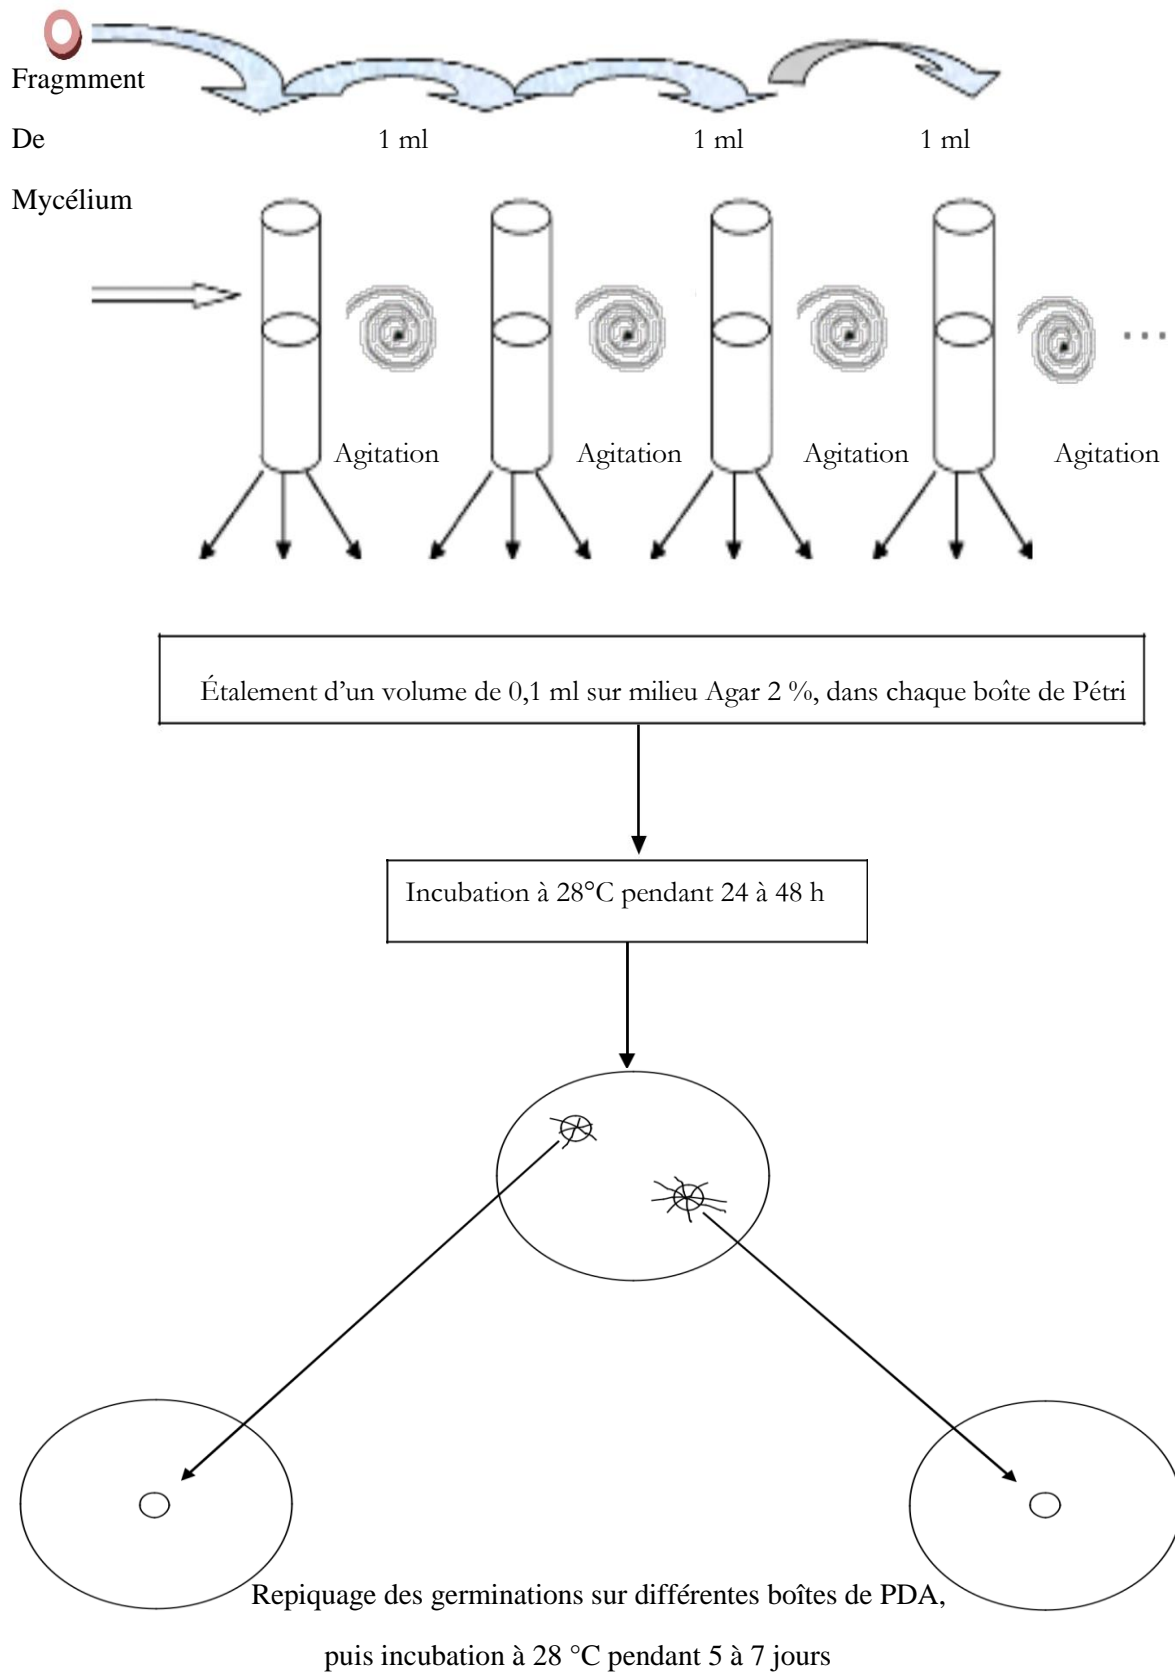 Fragmment
De
1 ml
1 ml
1 ml
Mycélium
...
Agitation
Agitation
Agitation
Agitation
Étalement d’un volume de 0,1 ml sur milieu Agar 2 %, dans chaque boîte de Pétri
Incubation à 28°C pendant 24 à 48 h
Repiquage des germinations sur différentes boîtes de PDA,
puis incubation à 28 °C pendant 5 à 7 jours